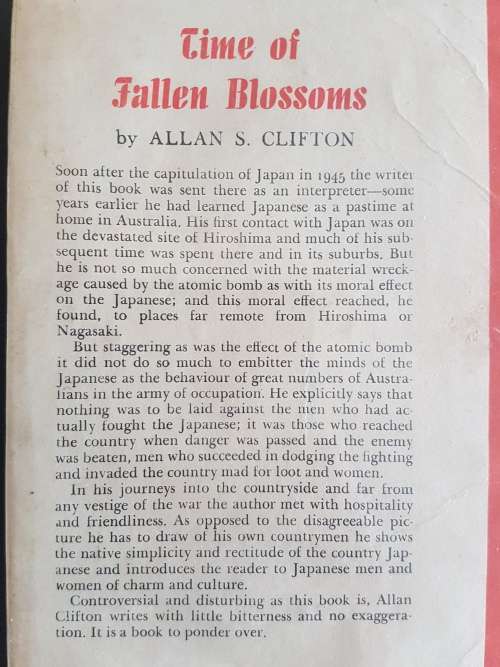 Time of
Fallen Blossoms
by ALLAN S. CLIFTON
Soon after the capitulation of Japan in 1945 the writer
of this book was sent there as an interpreter—some
years earlier he had learned Japanese as a pastime at
home in Australia. His first contact with Japan was on
the devastated site of Hiroshima and much of his sub-
sequent time was spent there and in its suburbs. But
he is not so much concerned with the material wreck-
age caused by the atomic bomb as with its moral effect
on the Japanese; and this moral effect reached, he
found, to places far remote from Hiroshima or
Nagasaki.
But staggering as was the effect of the atomic bomb
it did not do so much to embitter the minds of the
Japanese as the behaviour of great numbers of Austra-
lians in the army of occupation. He explicitly says that
nothing was to be laid against the men who had ac-
tually fought the Japanese; it was those who reached
the country when danger was passed and the enemy
was beaten, men who succeeded in dodging the fighting
and invaded the country mad for loot and women.
In his journeys into the countryside and far from
any vestige of the war the author met with hospitality
and friendliness. As opposed to the disagreeable pic-
ture he has to draw of his own countrymen he shows
the native simplicity and rectitude of the country Jap-
anese and introduces the reader to Japanese men and
women of charm and culture.
Controversial and disturbing as this book is, Allan
Clifton writes with little bitterness and no exaggera-
tion. It is a book to ponder over.